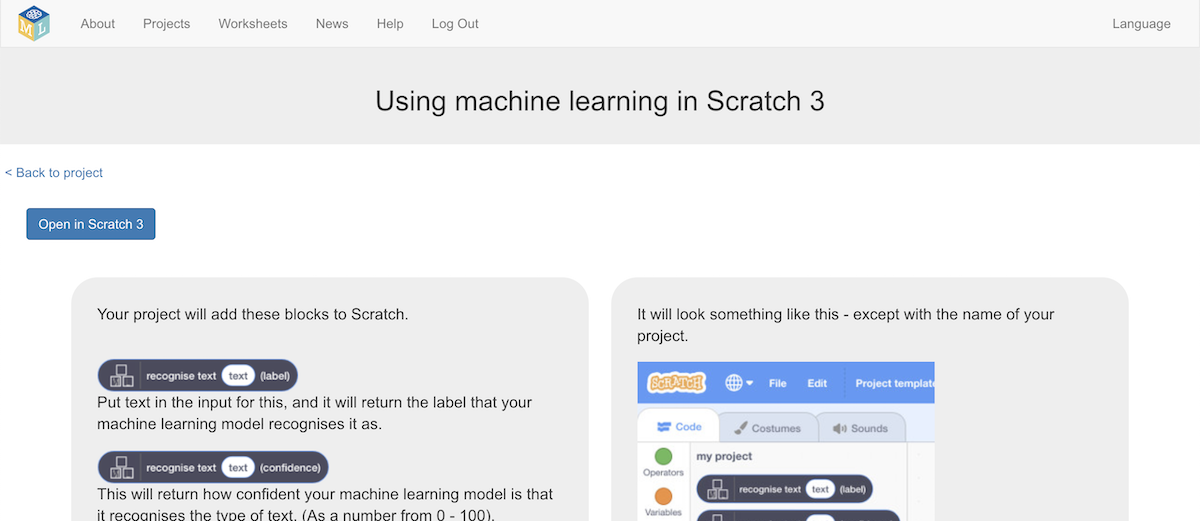 About Projects Worksheets News Help Log Out Language
Using machine learning in Scratch 3
< Back to project
Open in Scratch 3
Your project will add these blocks to Scratch.
recognise text text (label)
Put text in the input for this, and it will return the label that your
machine learning model recognises it as.
recognise text text (confidence)
This will return how confident your machine learning model is that
it recognises the type of text. (As a number from 0 - 100).
It will look something like this - except with the name of your
project.
SCRATCH File Edit Project template
Code Costumes Sounds
Operators
Variables
my project
recognise text text (label)